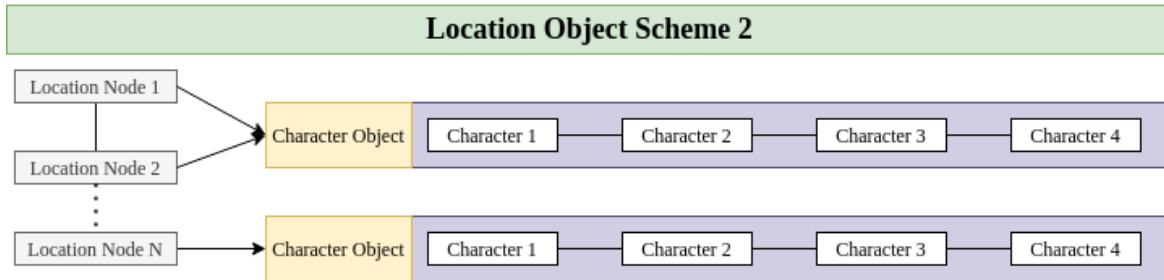 Location Object Scheme 2
Location Node 1
Character Object Character 1 Character 2 Character 3 Character 4
Location Node 2
Location Node N Character Object Character 1 Character 2 Character 3 Character 4